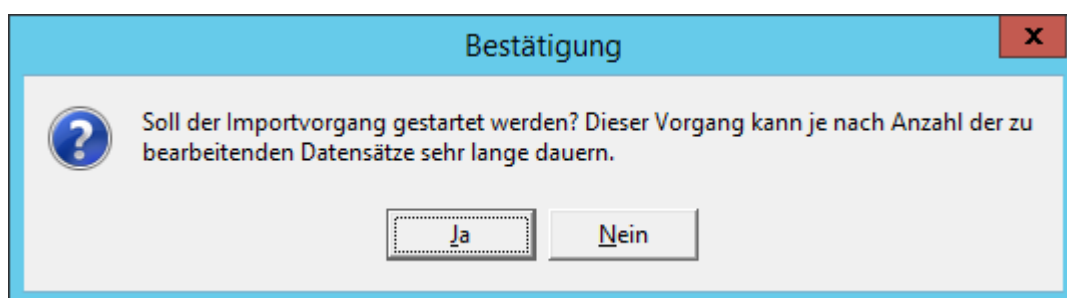 Bestätigung
x
Soll der Importvorgang gestartet werden? Dieser Vorgang kann je nach Anzahl der zu
bearbeitenden Datensätze sehr lange dauern.
Ja Nein